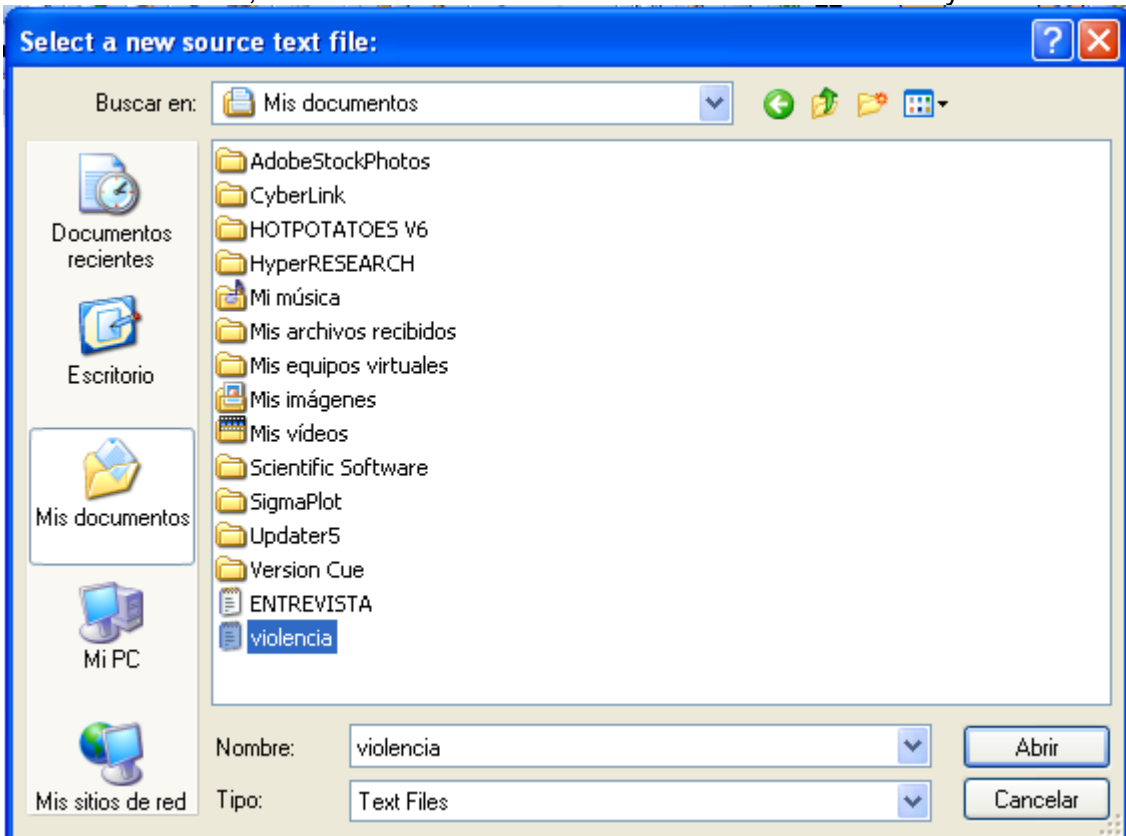 Select a new source text file:
Buscar en:
Mis documentos
Documentos
recientes
Escritorio
Mis documentos
Mi PC
Mis sitios de red
AdobeStockPhotos
CyberLink
HOTPOTATOES V6
HyperRESEARCH
Mi música
Mis archivos recibidos
Mis equipos virtuales
Mis imágenes
Mis vídeos
Scientific Software
SigmaPlot
Updater5
Version Cue
ENTREVISTA
violencia
Nombre:
violencia
Abrir
Tipo:
Text Files
Cancelar